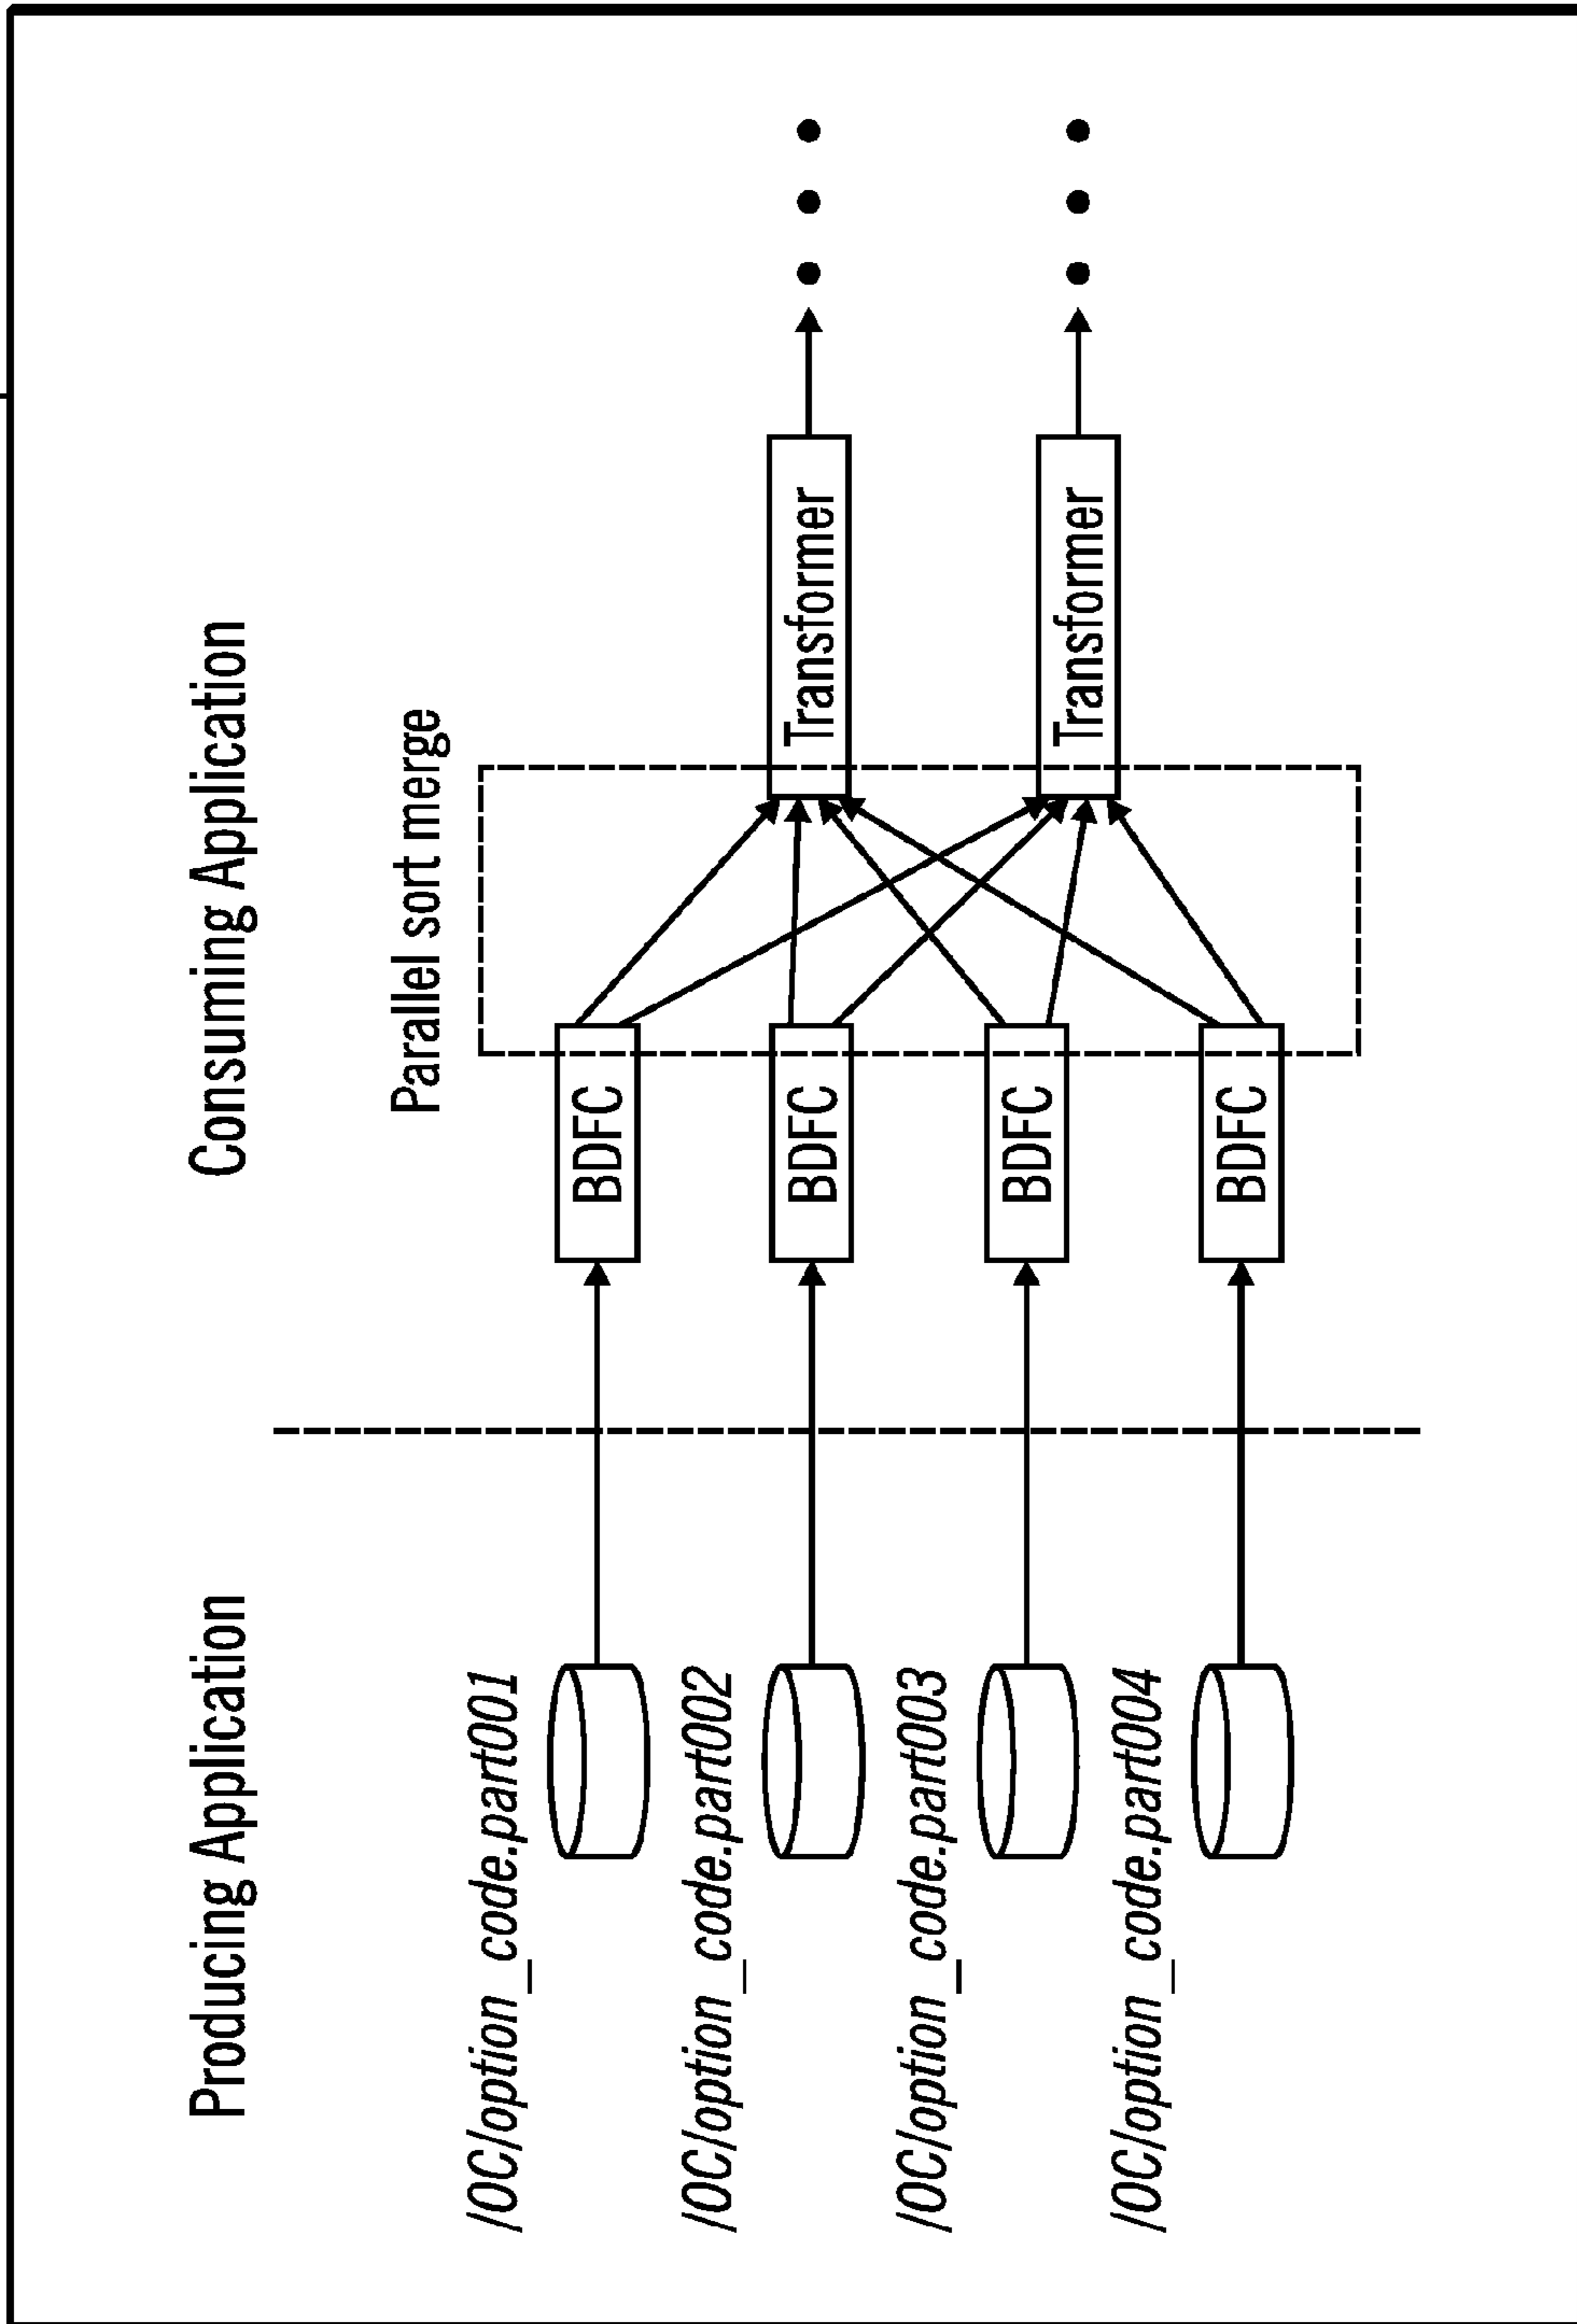 Producing Application
Consuming Application
Parallel sort merge
/OC/option_code.part001
BDFC
/OC/option_code.part002
BDFC
Transformer
/OC/option_code.part003
BDFC
Transformer
/OC/option_code.part004
BDFC